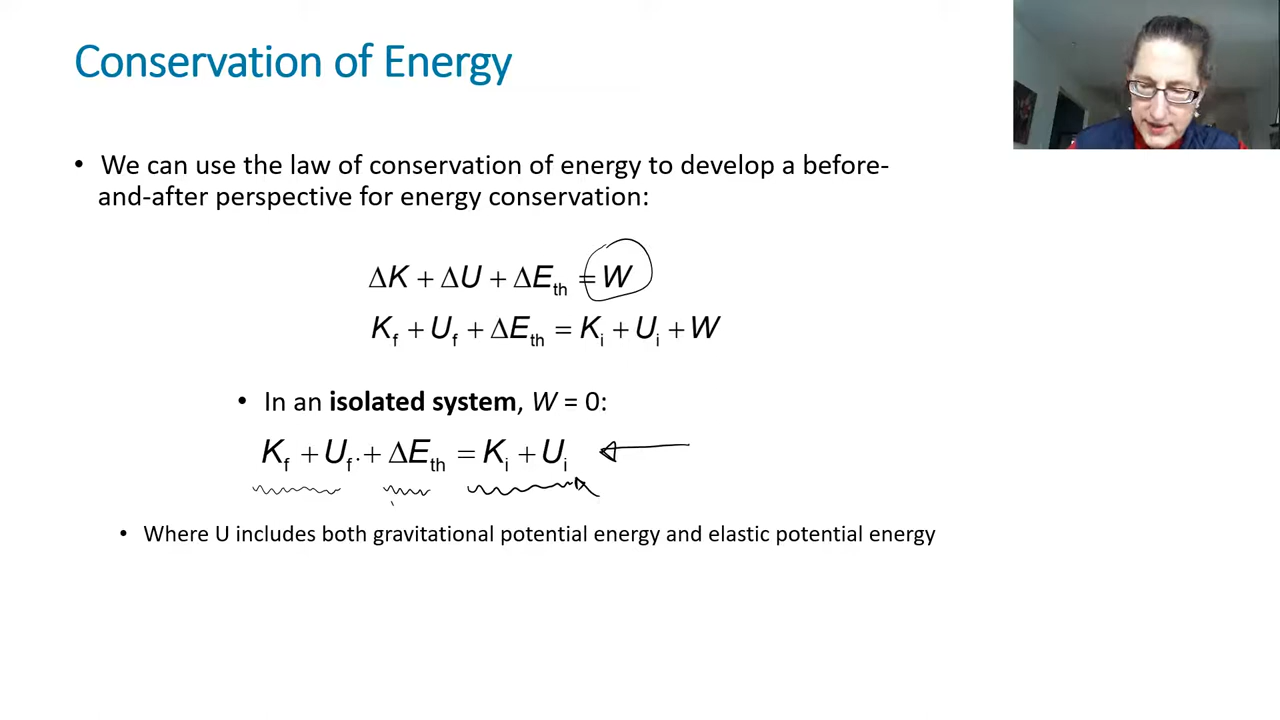 Conservation of Energy
• We can use the law of conservation of energy to develop a before-
and-after perspective for energy conservation:
ΔK + ΔU + ΔE_th = W
K_f + U_f + ΔE_th = K_i + U_i + W
• In an isolated system, W = 0:
K_f + U_f + ΔE_th = K_i + U_i
• Where U includes both gravitational potential energy and elastic potential energy